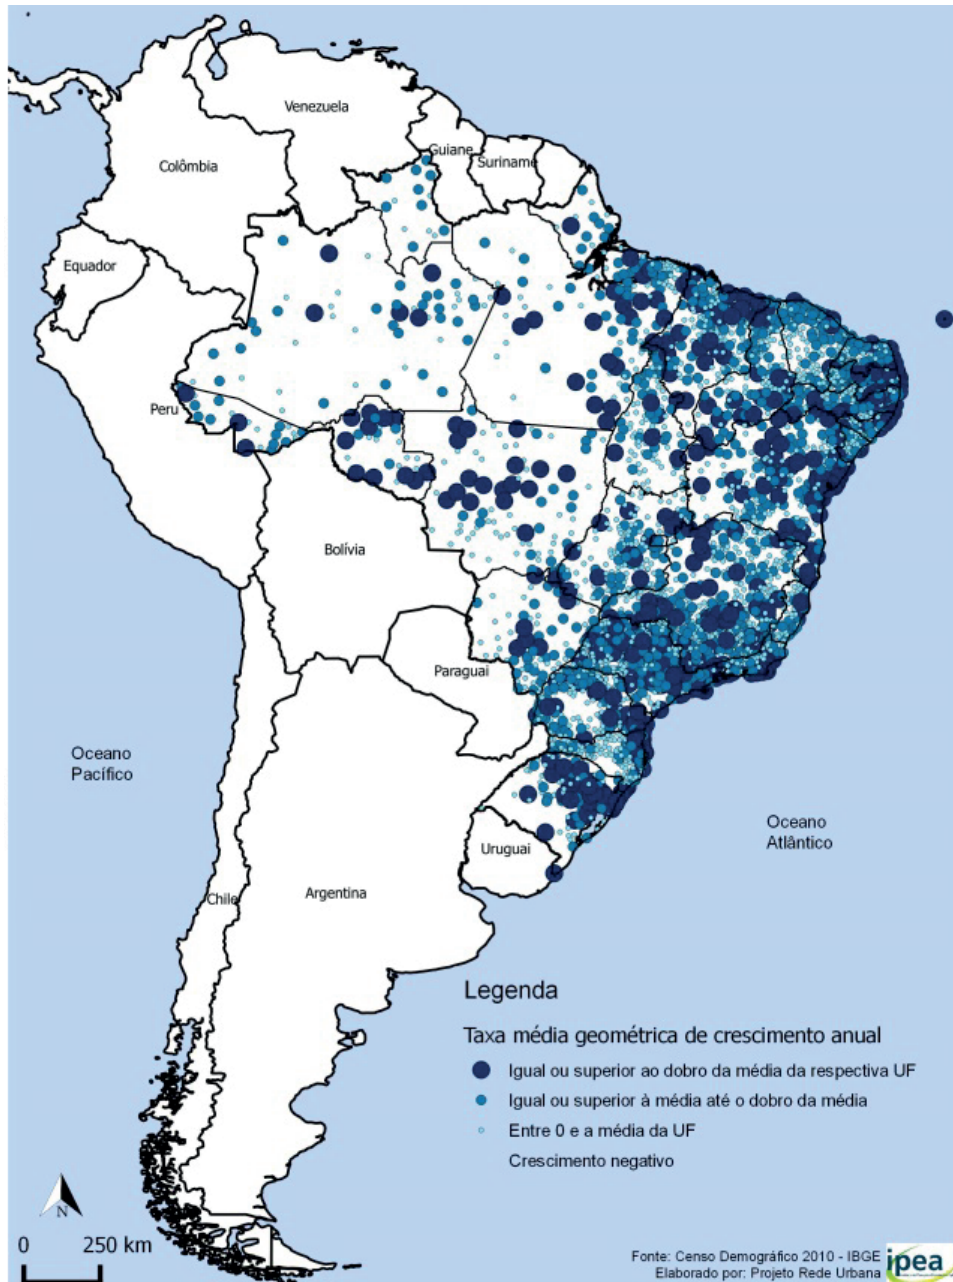 Venezuela
Guiane
Suriname
Colômbia
Equador
Peru
Bolívia
Paraguai
Oceano
Pacífico
Oceano
Atlântico
Uruguai
Chile
Argentina
Legenda
Taxa média geométrica de crescimento anual
Igual ou superior ao dobro da média da respectiva UF
Igual ou superior à média até o dobro da média
Entre 0 e a média da UF
Crescimento negativo
N
0 250 km
Fonte: Censo Demográfico 2010 - IBGE
Elaborado por: Projeto Rede Urbana
ipea